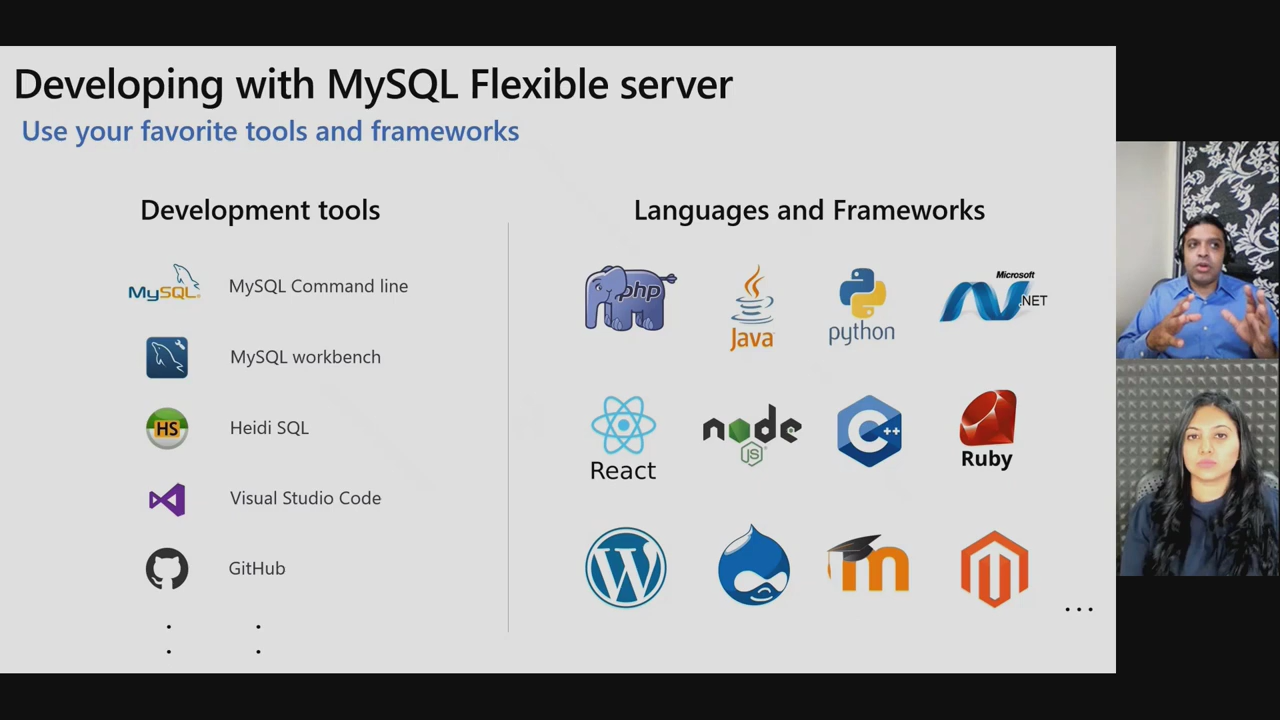 Developing with MySQL Flexible server
Use your favorite tools and frameworks
Development tools
MySQL MySQL Command line
MySQL workbench
HS Heidi SQL
Visual Studio Code
GitHub
Languages and Frameworks
php
Java
python
Microsoft
.NET
React
node
JS
C++
Ruby
W
m
...